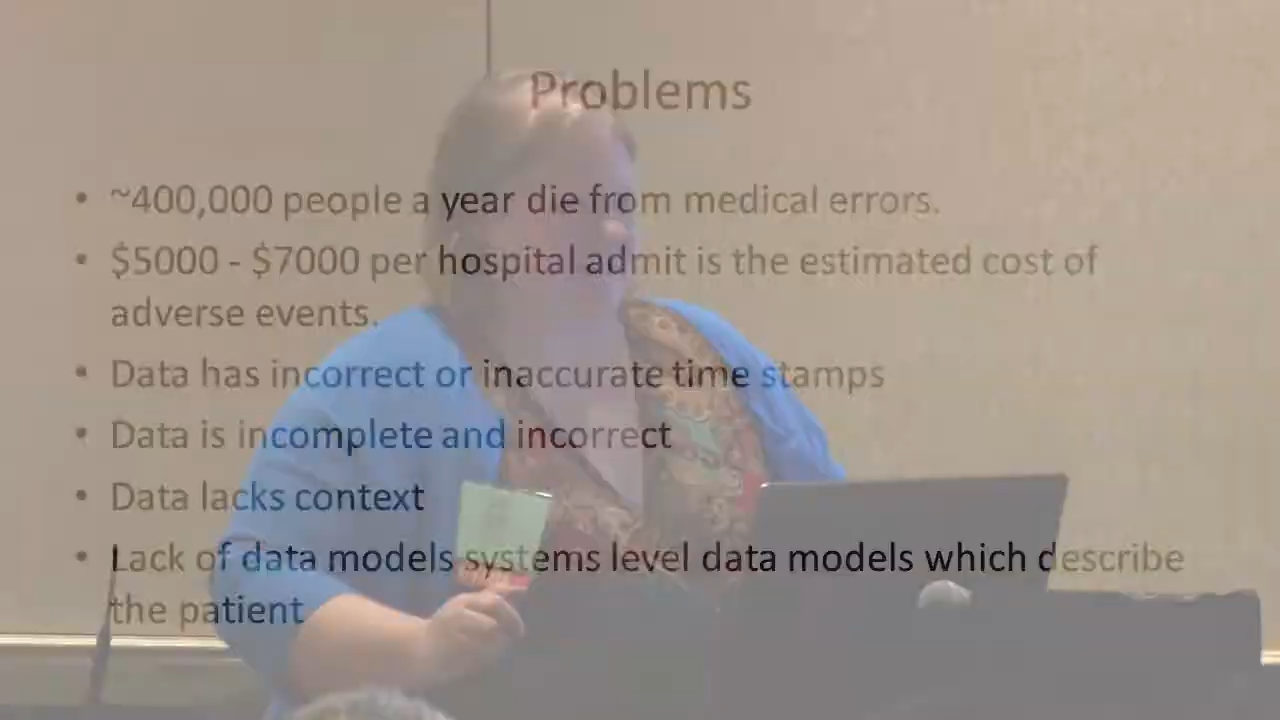 Problems
• ~400,000 people a year die from medical errors.
• $5000 - $7000 per hospital admit is the estimated cost of
adverse events.
• Data has incorrect or inaccurate time stamps
• Data is incomplete and incorrect
• Data lacks context
• Lack of data models systems level data models which describe
the patient